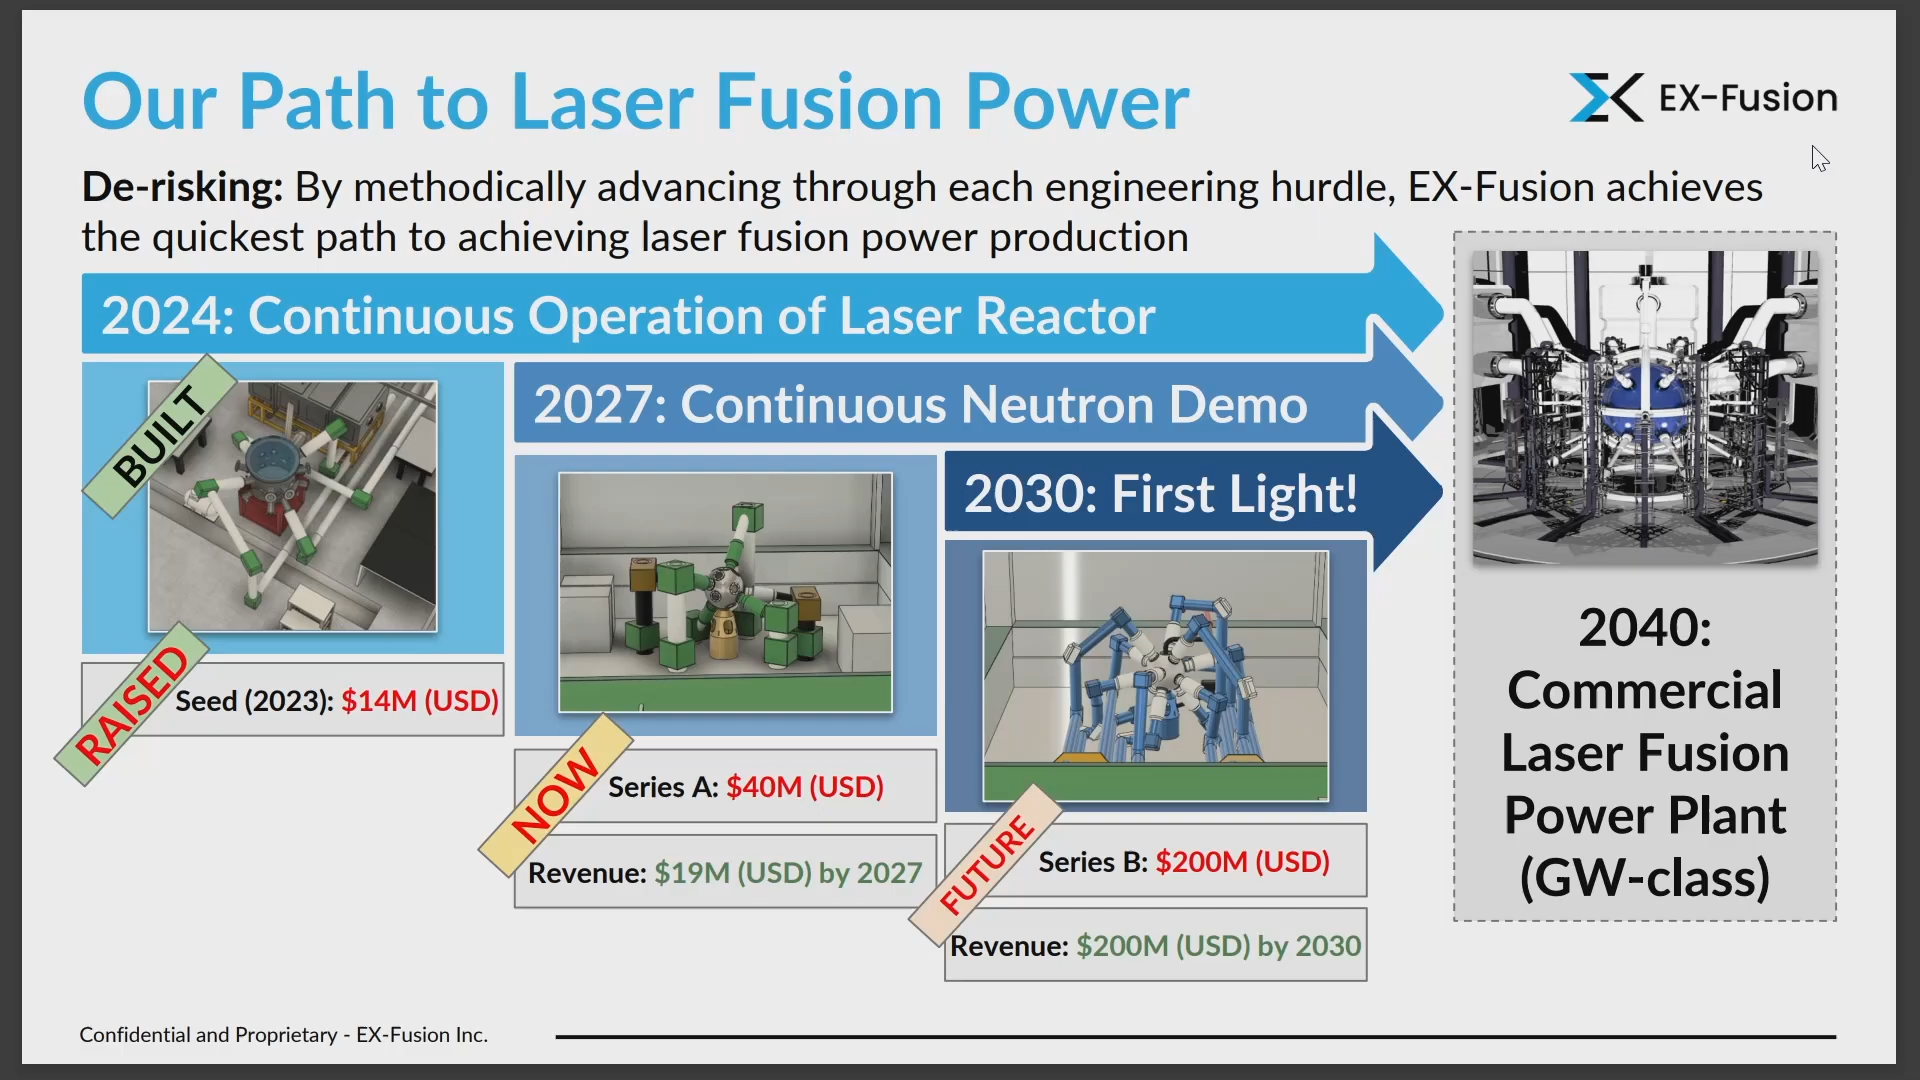 Our Path to Laser Fusion Power
EX-Fusion
De-risking: By methodically advancing through each engineering hurdle, EX-Fusion achieves
the quickest path to achieving laser fusion power production
2024: Continuous Operation of Laser Reactor
BUILT
RAISED
Seed (2023): $14M (USD)
2027: Continuous Neutron Demo
NOW
Series A: $40M (USD)
Revenue: $19M (USD) by 2027
2030: First Light!
FUTURE
Series B: $200M (USD)
Revenue: $200M (USD) by 2030
2040:
Commercial
Laser Fusion
Power Plant
(GW-class)
Confidential and Proprietary - EX-Fusion Inc.